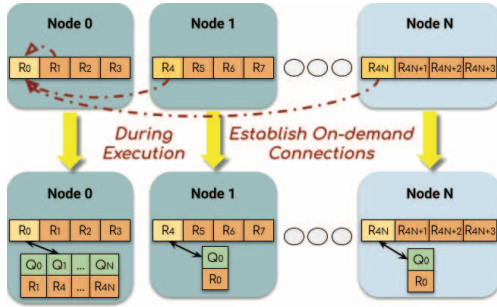 Node 0 Node 1 Node N
R0 R1 R2 R3 R4 R5 R6 R7 R4N R4N+1 R4N+2 R4N+3
During Establish On-demand
Execution Connections
Node 0 Node 1 Node N
R0 R1 R2 R3 R4 R5 R6 R7 R4N R4N+1 R4N+2 R4N+3
Q0 Q1 ... QN Q0 Q0
R1 R4 ... R4N R0 R0